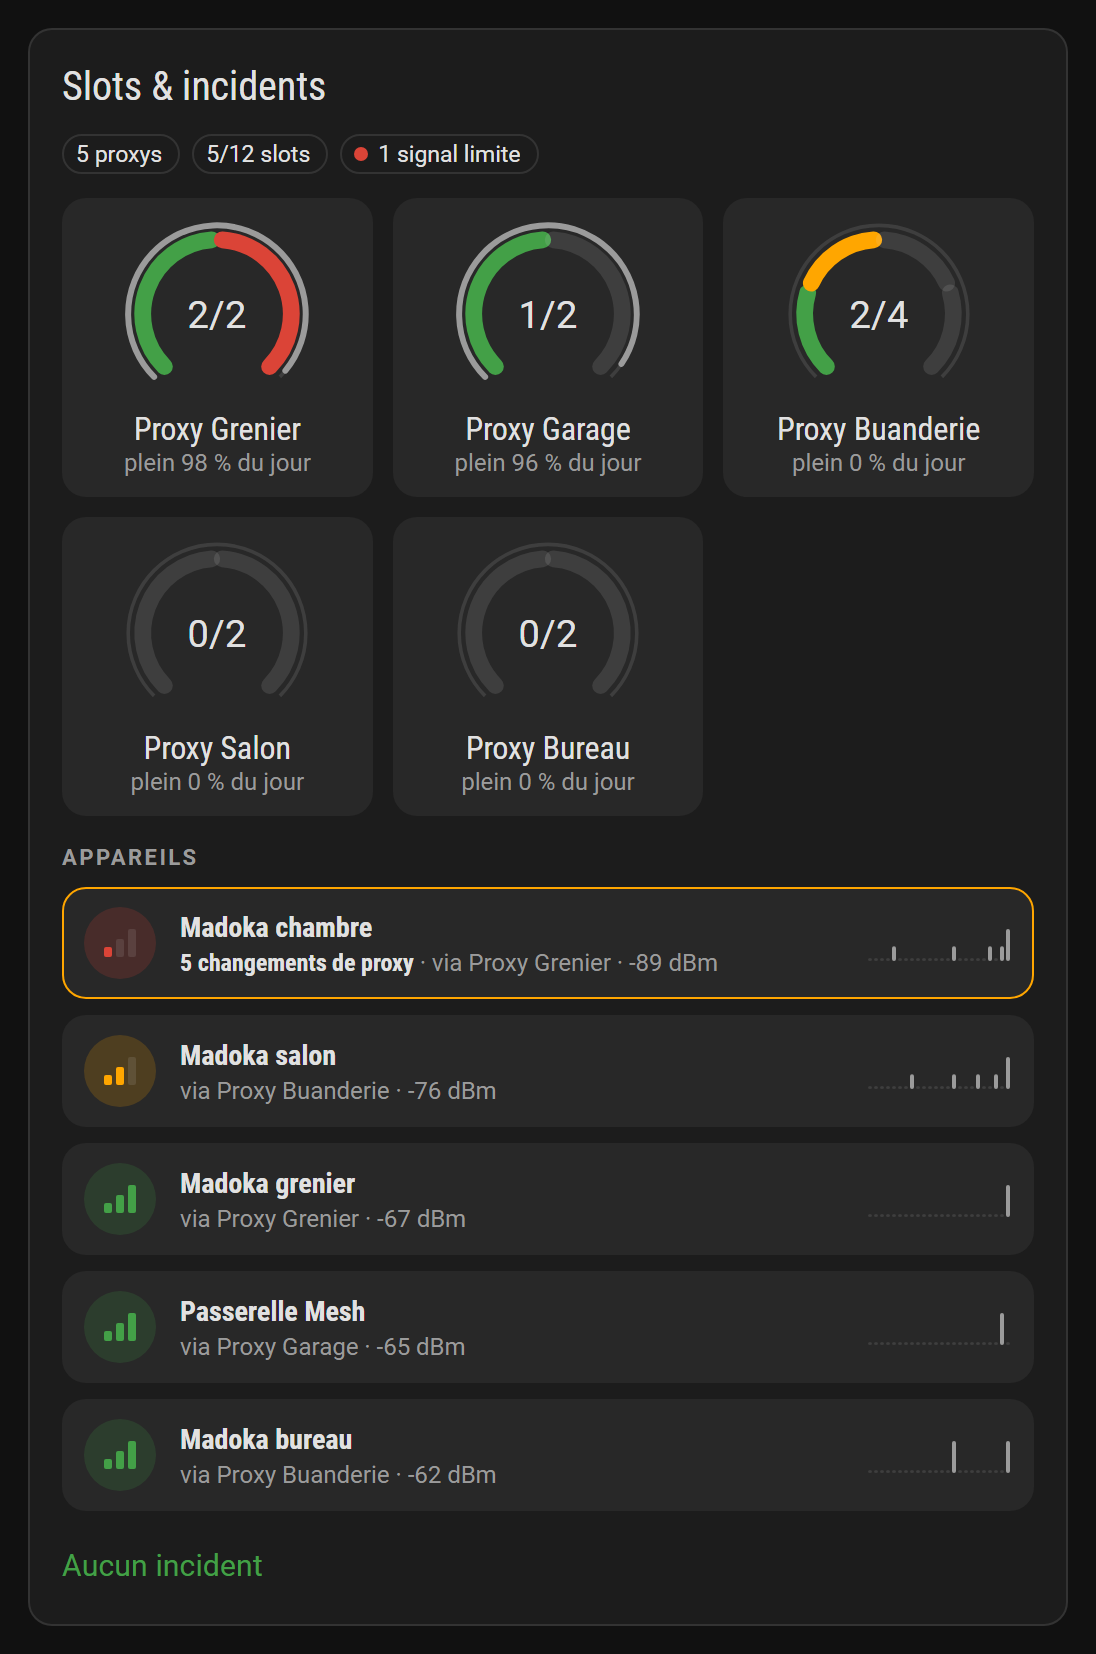 Slots & incidents
5 proxys
5/12 slots
1 signal limite
2/2
Proxy Grenier
plein 98 % du jour
1/2
Proxy Garage
plein 96 % du jour
2/4
Proxy Buanderie
plein 0 % du jour
0/2
Proxy Salon
plein 0 % du jour
0/2
Proxy Bureau
plein 0 % du jour
APPAREILS
Madoka chambre
5 changements de proxy · via Proxy Grenier · -89 dBm
Madoka salon
via Proxy Buanderie · -76 dBm
Madoka grenier
via Proxy Grenier · -67 dBm
Passerelle Mesh
via Proxy Garage · -65 dBm
Madoka bureau
via Proxy Buanderie · -62 dBm
Aucun incident